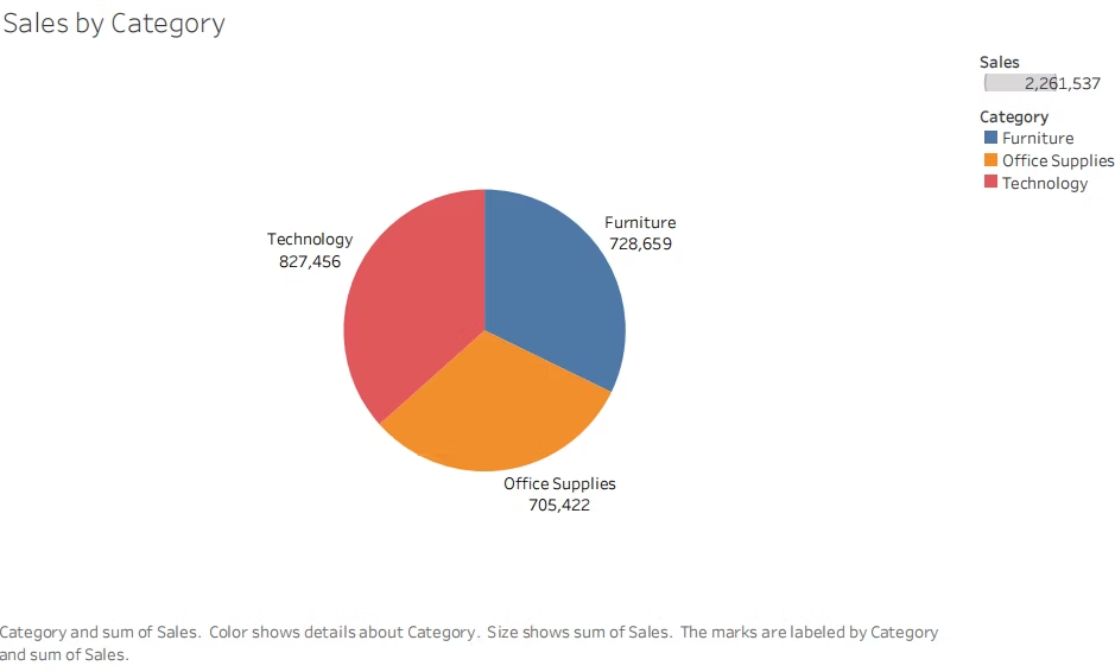 Sales by Category
Sales
2,261,537
Category
Furniture
Office Supplies
Technology
Furniture
728,659
Technology
827,456
Office Supplies
705,422
Category and sum of Sales. Color shows details about Category. Size shows sum of Sales. The marks are labeled by Category
and sum of Sales.